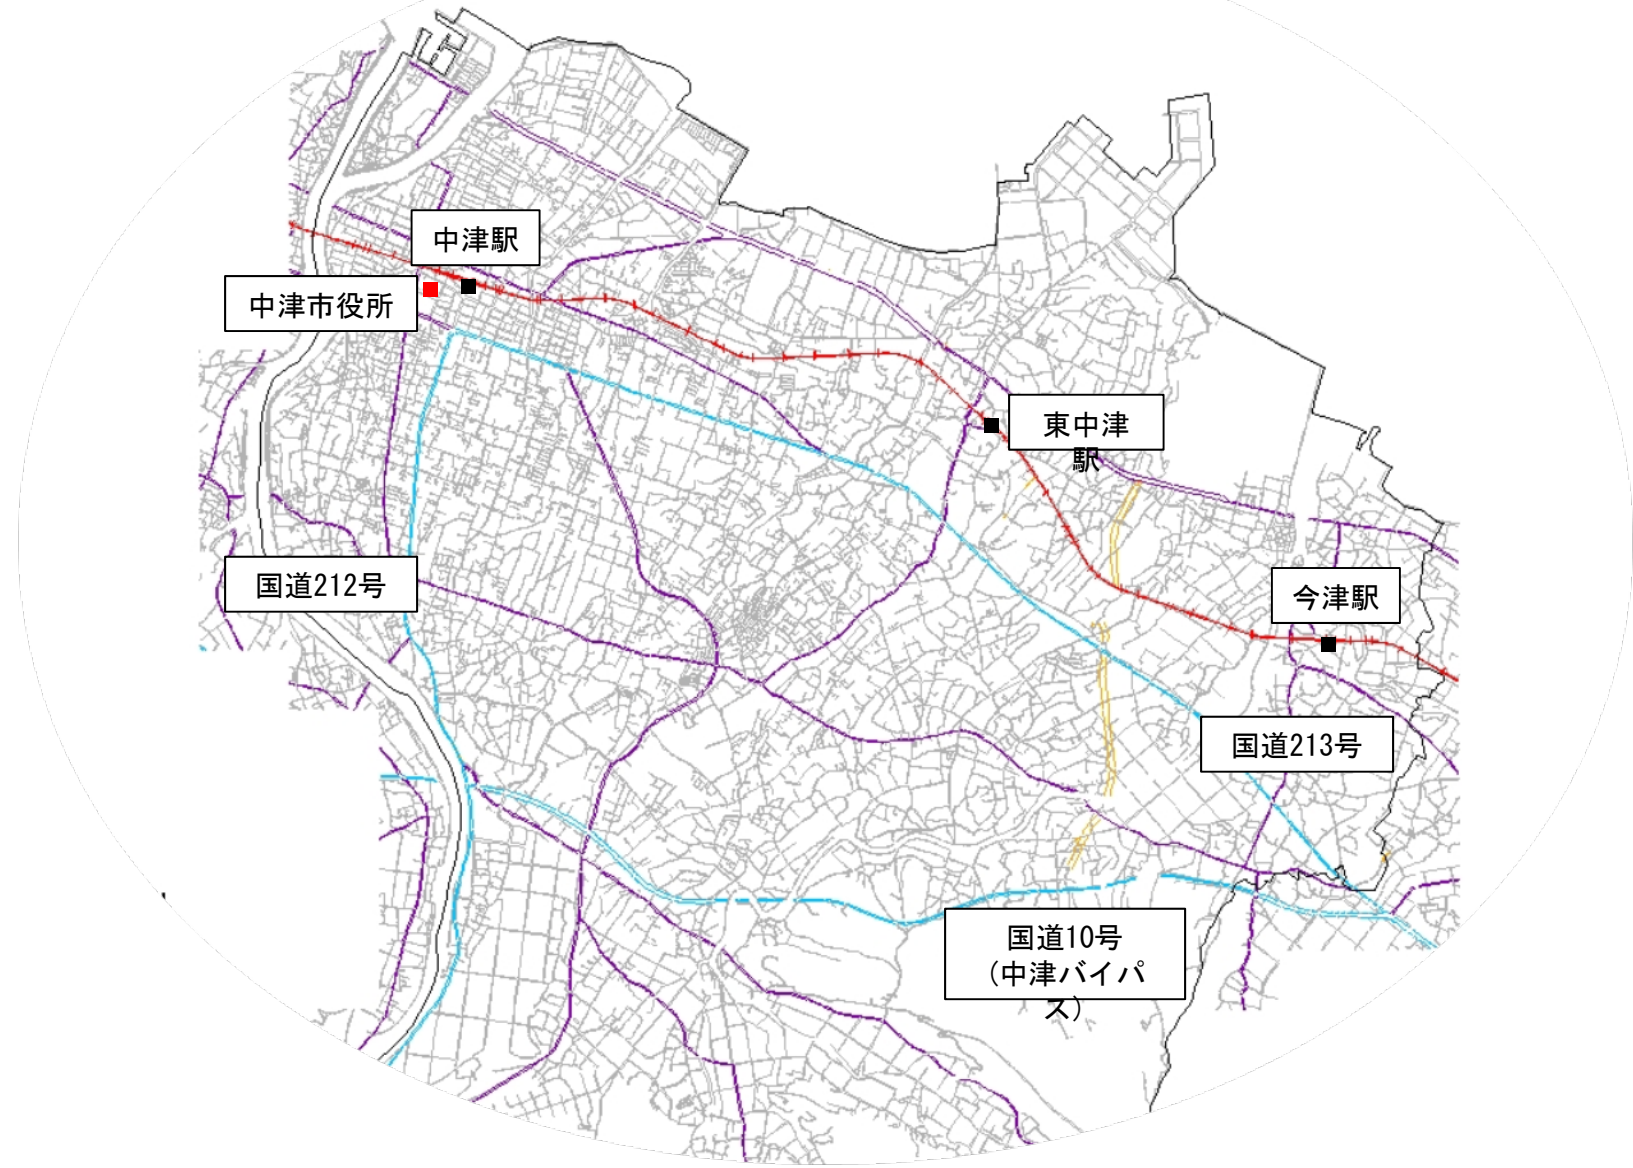 中津駅
中津市役所
東中津
駅
国道212号
今津駅
国道213号
国道10号
(中津バイパ
ス)